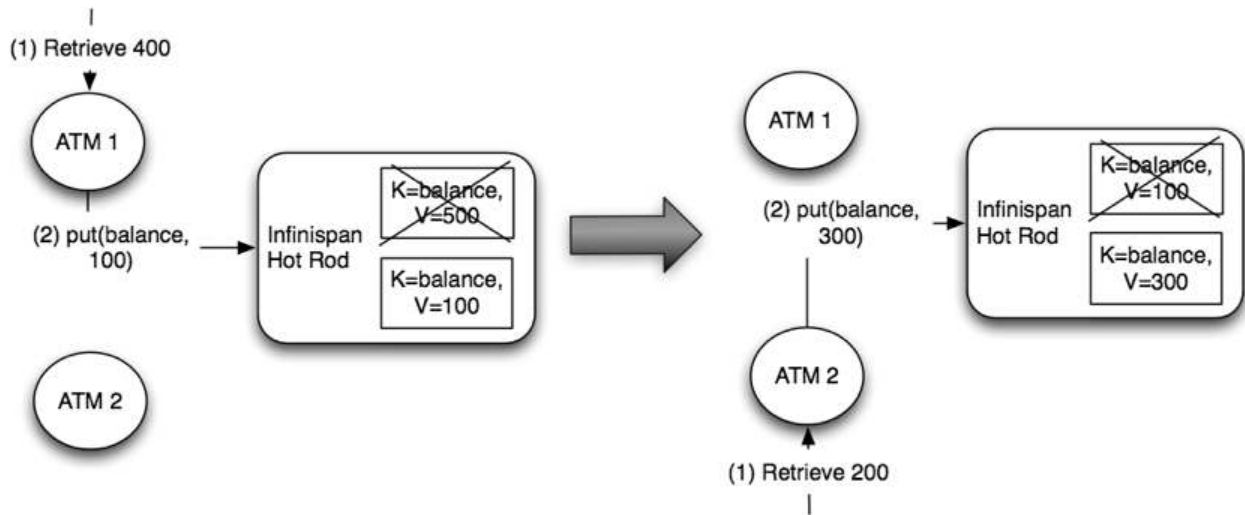 (1) Retrieve 400
ATM 1
(2) put(balance,
100)
Infinispan
Hot Rod
K=balance,
V=500
K=balance,
V=100
ATM 2
ATM 1
(2) put(balance,
300)
Infinispan
Hot Rod
K=balance,
V=100
K=balance,
V=300
ATM 2
(1) Retrieve 200